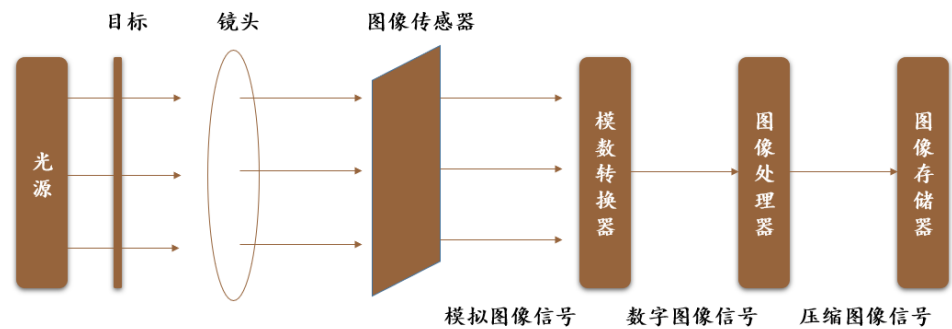 目标
镜头
图像传感器
光源
模数转换器
图像处理器
图像存储器
模拟图像信号
数字图像信号
压缩图像信号